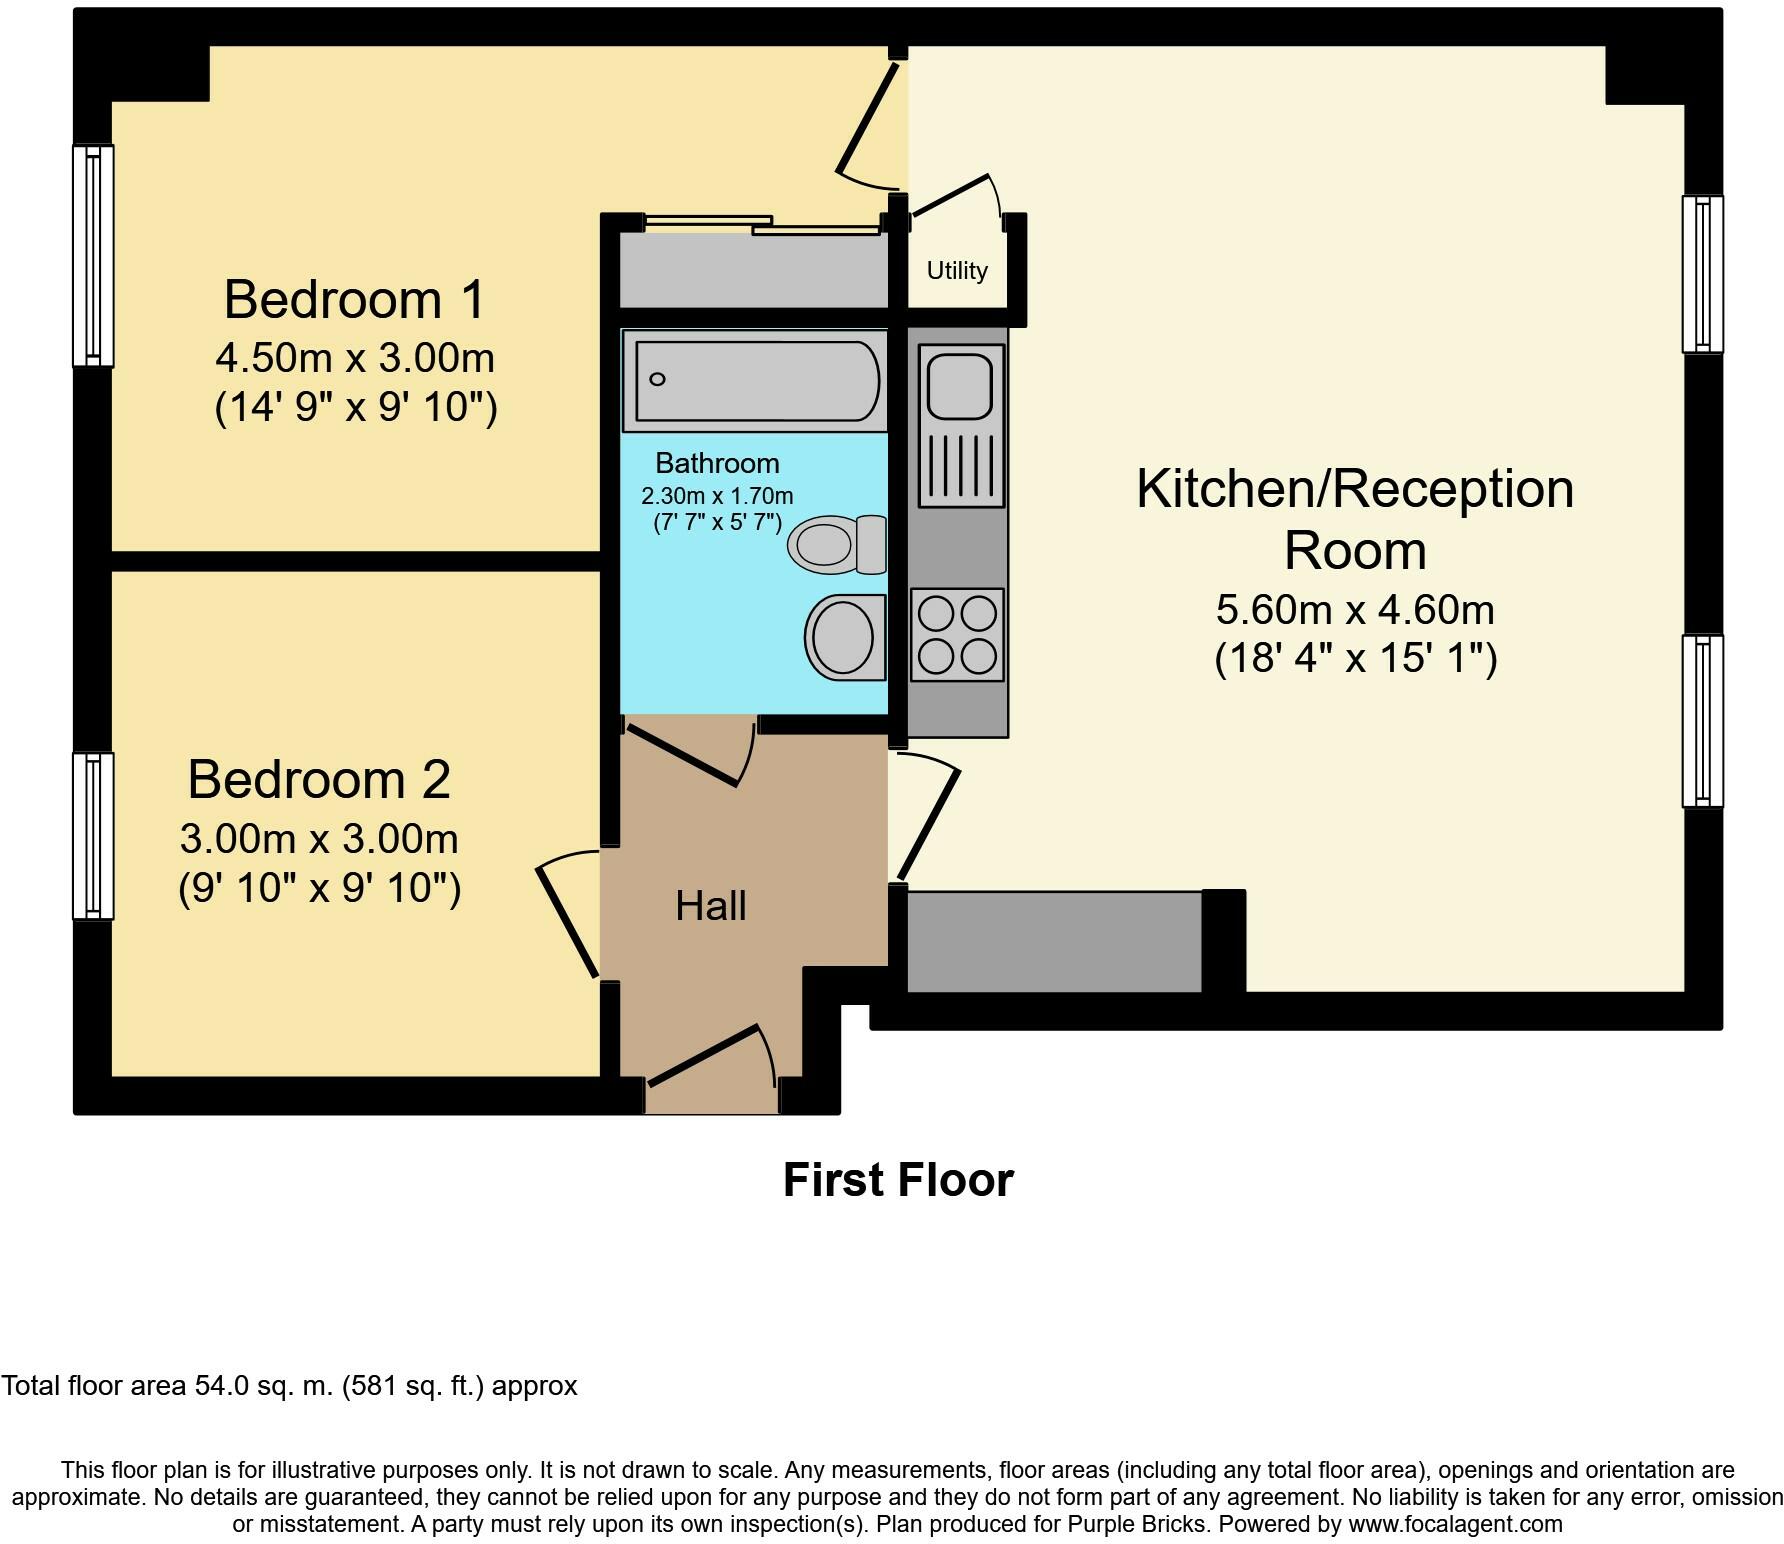 Utility
Bedroom 1
4.50m x 3.00m
(14' 9" x 9' 10")
Bathroom
2.30m x 1.70m
(7' 7" x 5' 7")
Kitchen/Reception
Room
5.60m x 4.60m
(18' 4" x 15' 1")
Bedroom 2
3.00m x 3.00m
(9' 10" x 9' 10")
Hall
First Floor
Total floor area 54.0 sq. m. (581 sq. ft.) approx
This floor plan is for illustrative purposes only. It is not drawn to scale. Any measurements, floor areas (including any total floor area), openings and orientation are
approximate. No details are guaranteed, they cannot be relied upon for any purpose and they do not form part of any agreement. No liability is taken for any error, omission
or misstatement. A party must rely upon its own inspection(s). Plan produced for Purple Bricks. Powered by www.focalagent.com